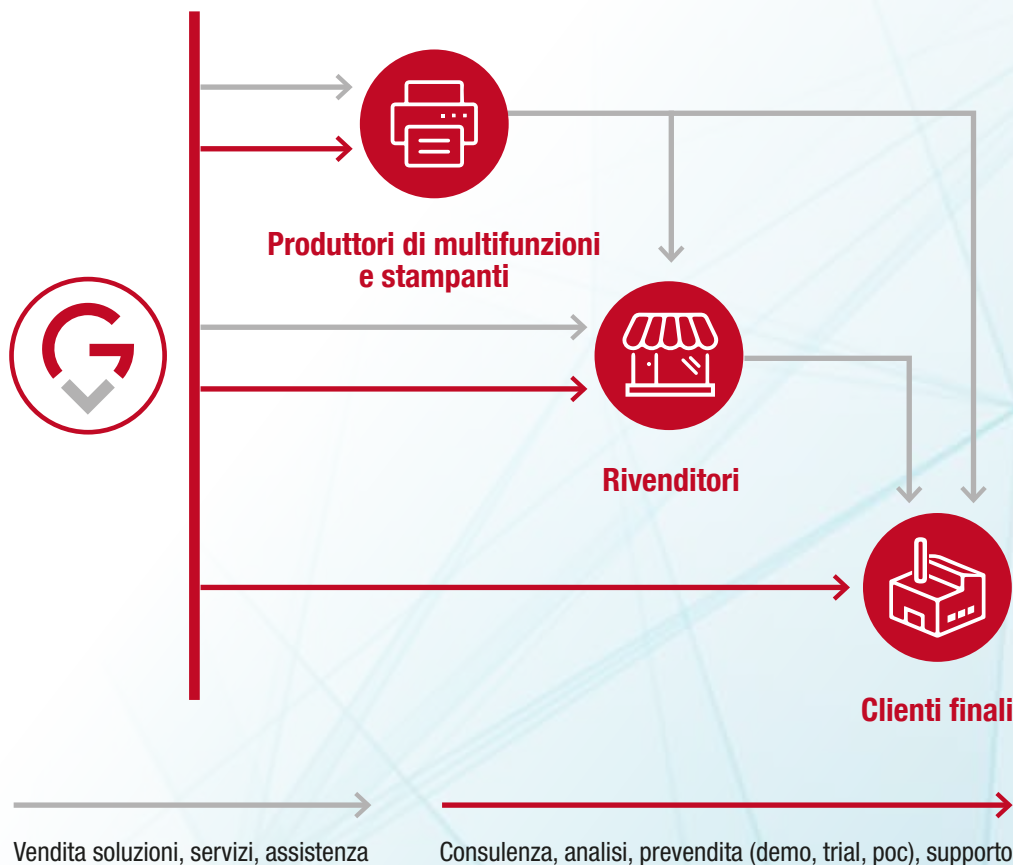 Produttori di multifunzioni
e stampanti
G
Rivenditori
Clienti finali
Vendita soluzioni, servizi, assistenza
Consulenza, analisi, prevendita (demo, trial, poc), supporto